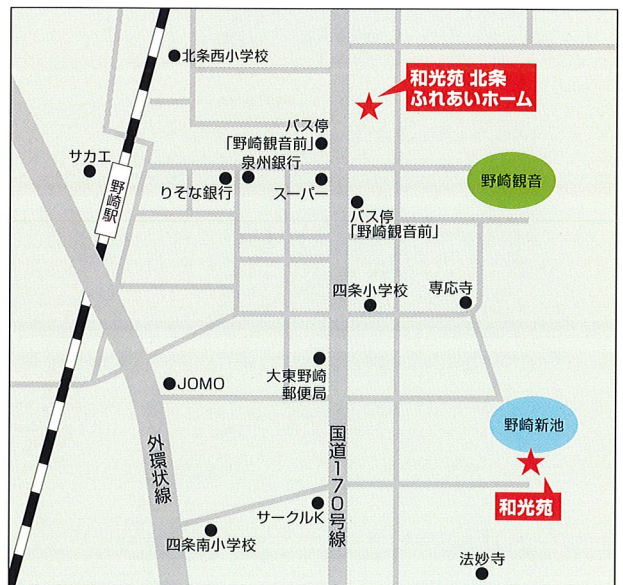 北条西小学校
和光苑 北条
ふれあいホーム
バス停
「野崎観音前」
サカエ
泉州銀行
りそな銀行
スーパー
野崎観音
野崎駅
バス停
「野崎観音前」
四条小学校
専応寺
大東野崎
郵便局
JOMO
野崎新池
外環状線
国道170号線
和光苑
サークルK
四条南小学校
法妙寺